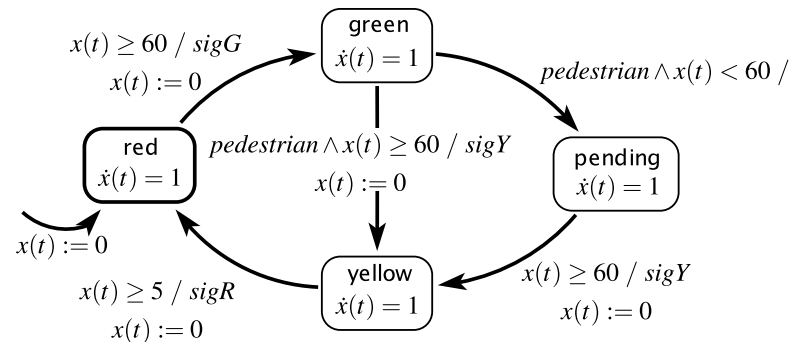 green
ẋ(t) = 1
x(t) ≥ 60 / sigG
x(t) := 0
pedestrian ∧ x(t) < 60 /
red
ẋ(t) = 1
pedestrian ∧ x(t) ≥ 60 / sigY
x(t) := 0
pending
ẋ(t) = 1
x(t) := 0
yellow
ẋ(t) = 1
x(t) ≥ 60 / sigY
x(t) := 0
x(t) ≥ 5 / sigR
x(t) := 0